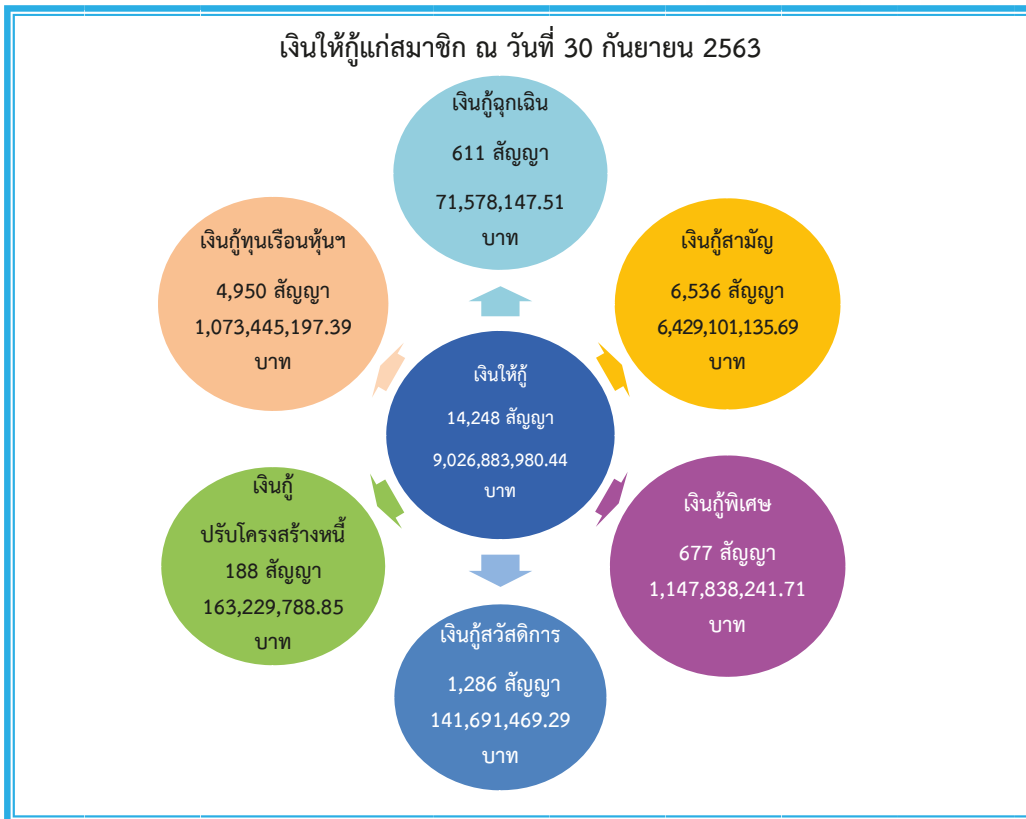 เงินให้กู้แก่สมาชิก ณ วันที่ 30 กันยายน 2563
เงินกู้ฉุกเฉิน
611 สัญญา
71,578,147.51
บาท
เงินกู้สามัญ
6,536 สัญญา
6,429,101,135.69
บาท
เงินกู้พิเศษ
677 สัญญา
1,147,838,241.71
บาท
เงินกู้สวัสดิการ
1,286 สัญญา
141,691,469.29
บาท
เงินกู้
ปรับโครงสร้างหนี้
188 สัญญา
163,229,788.85
บาท
เงินกู้ทุนเรือนหุ้นฯ
4,950 สัญญา
1,073,445,197.39
บาท
เงินให้กู้
14,248 สัญญา
9,026,883,980.44
บาท